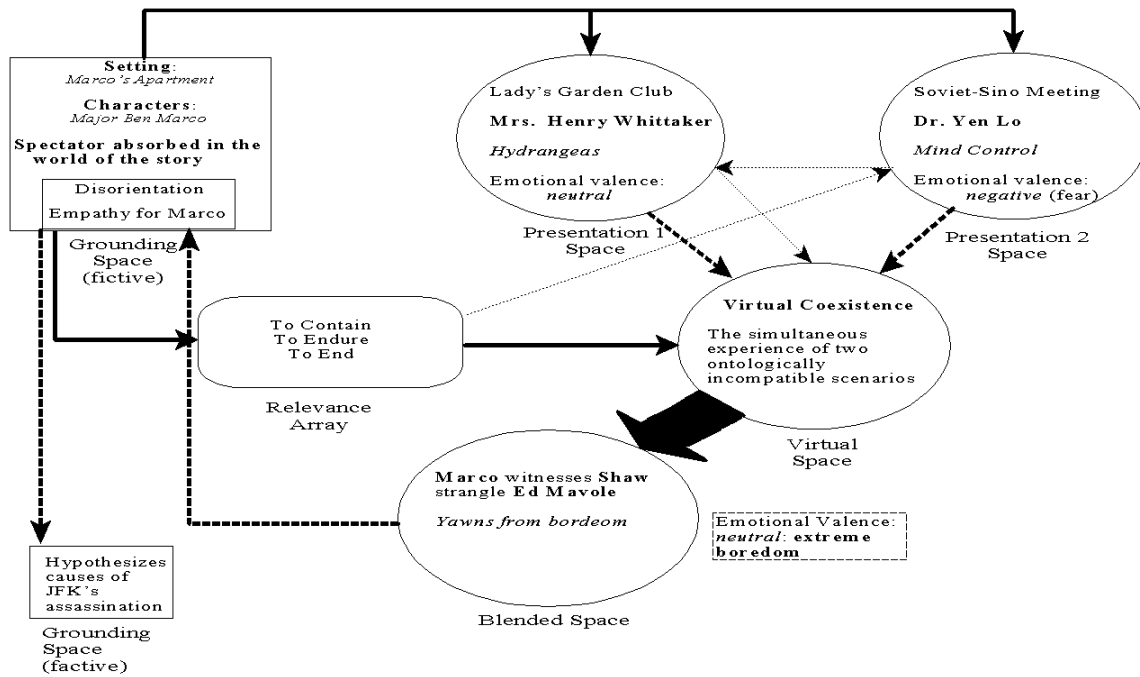 Setting:
Marco's Apartment
Characters:
Major Ben Marco
Spectator absorbed in the
world of the story
Disorientation
Empathy for Marco
Grounding
Space
(fictive)
Lady's Garden Club
Mrs. Henry Whittaker
Hydrangeas
Emotional valence:
neutral
Presentation 1
Space
Soviet-Sino Meeting
Dr. Yen Lo
Mind Control
Emotional valence:
negative (fear)
Presentation 2
Space
To Contain
To Endure
To End
Relevance
Array
Virtual Coexistence
The simultaneous
experience of two
ontologically
incompatible scenarios
Virtual
Space
Marco witnesses Shaw
strangle Ed Mavole
Yawns from bordeom
Blended Space
Emotional Valence:
neutral: extreme
boredom
Hypothesizes
causes of
JFK's
assassination
Grounding
Space
(factive)